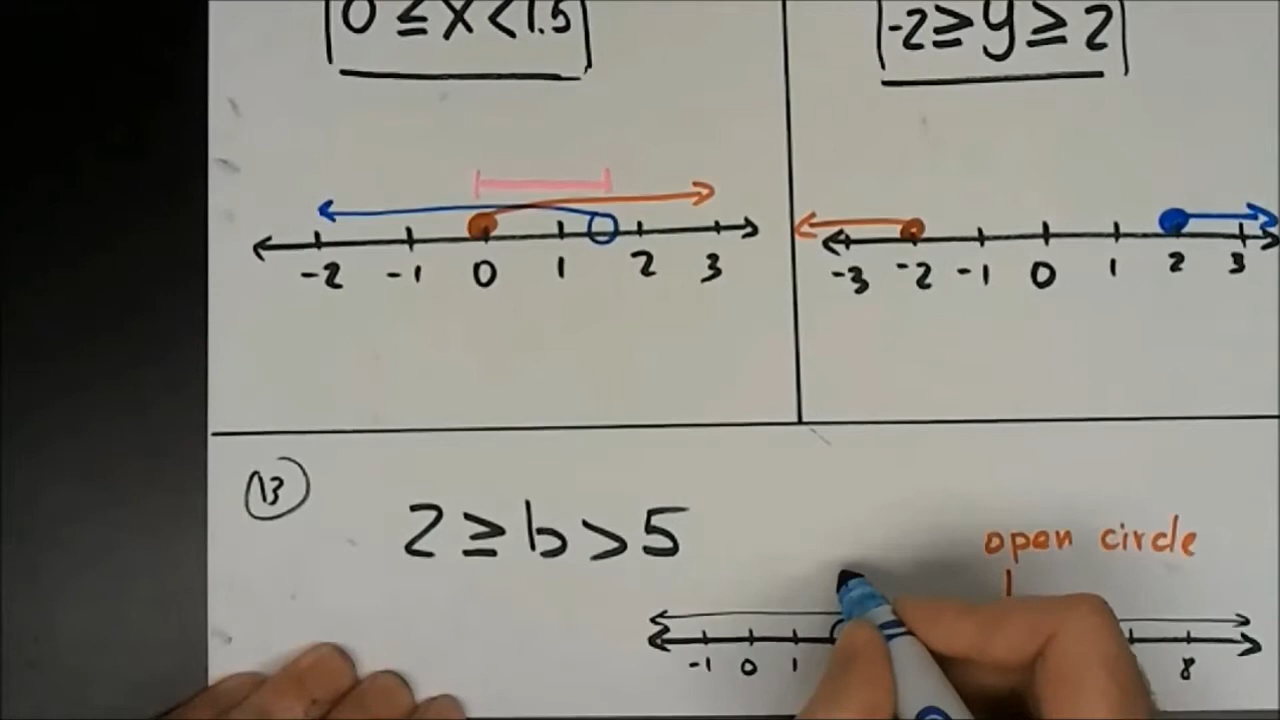 0 ≤ x < 1.5
-2 ≥ y ≥ 2
-2 -1 0 1 2 3
-3 -2 -1 0 1 2 3
13
2 ≥ b > 5
open circle
-1 0 1 8